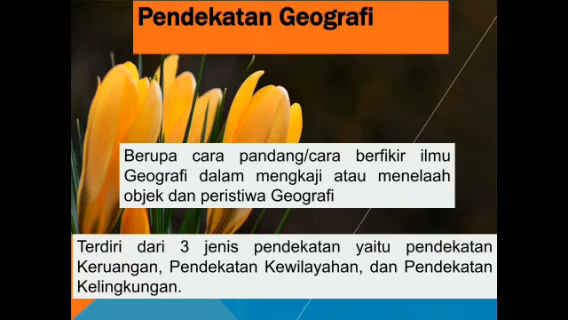 Pendekatan Geografi
Berupa cara pandang/cara berfikir ilmu
Geografi dalam mengkaji atau menelaah
objek dan peristiwa Geografi
Terdiri dari 3 jenis pendekatan yaitu pendekatan
Keruangan, Pendekatan Kewilayahan, dan Pendekatan
Kelingkungan.